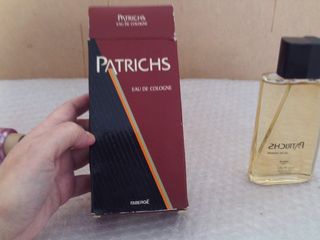 PATRICHS
EAU DE COLOGNE
PATRICHS
EAU DE COLOGNE
FABERGÉ
PATRICHS